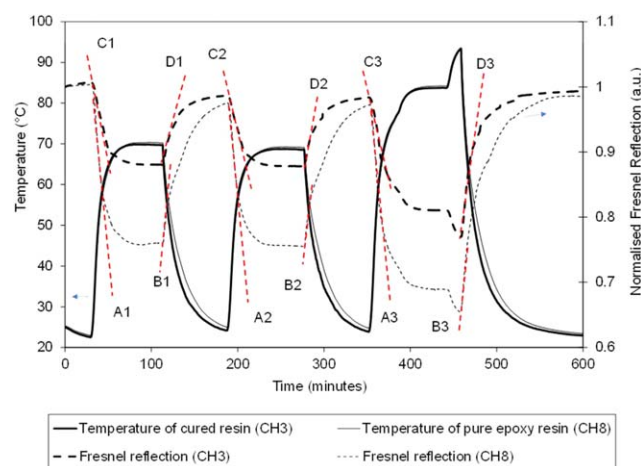 100
90
80
70
60
50
40
30
20
Temperature (°C)
1.1
1
0.9
0.8
0.7
0.6
Normalised Fresnel Reflection (a.u.)
C1
D1
C2
D2
C3
D3
A1
B1
A2
B2
A3
B3
0 100 200 300 400 500 600
Time (minutes)
Temperature of cured resin (CH3) Temperature of pure epoxy resin (CH8)
Fresnel reflection (CH3) Fresnel reflection (CH8)